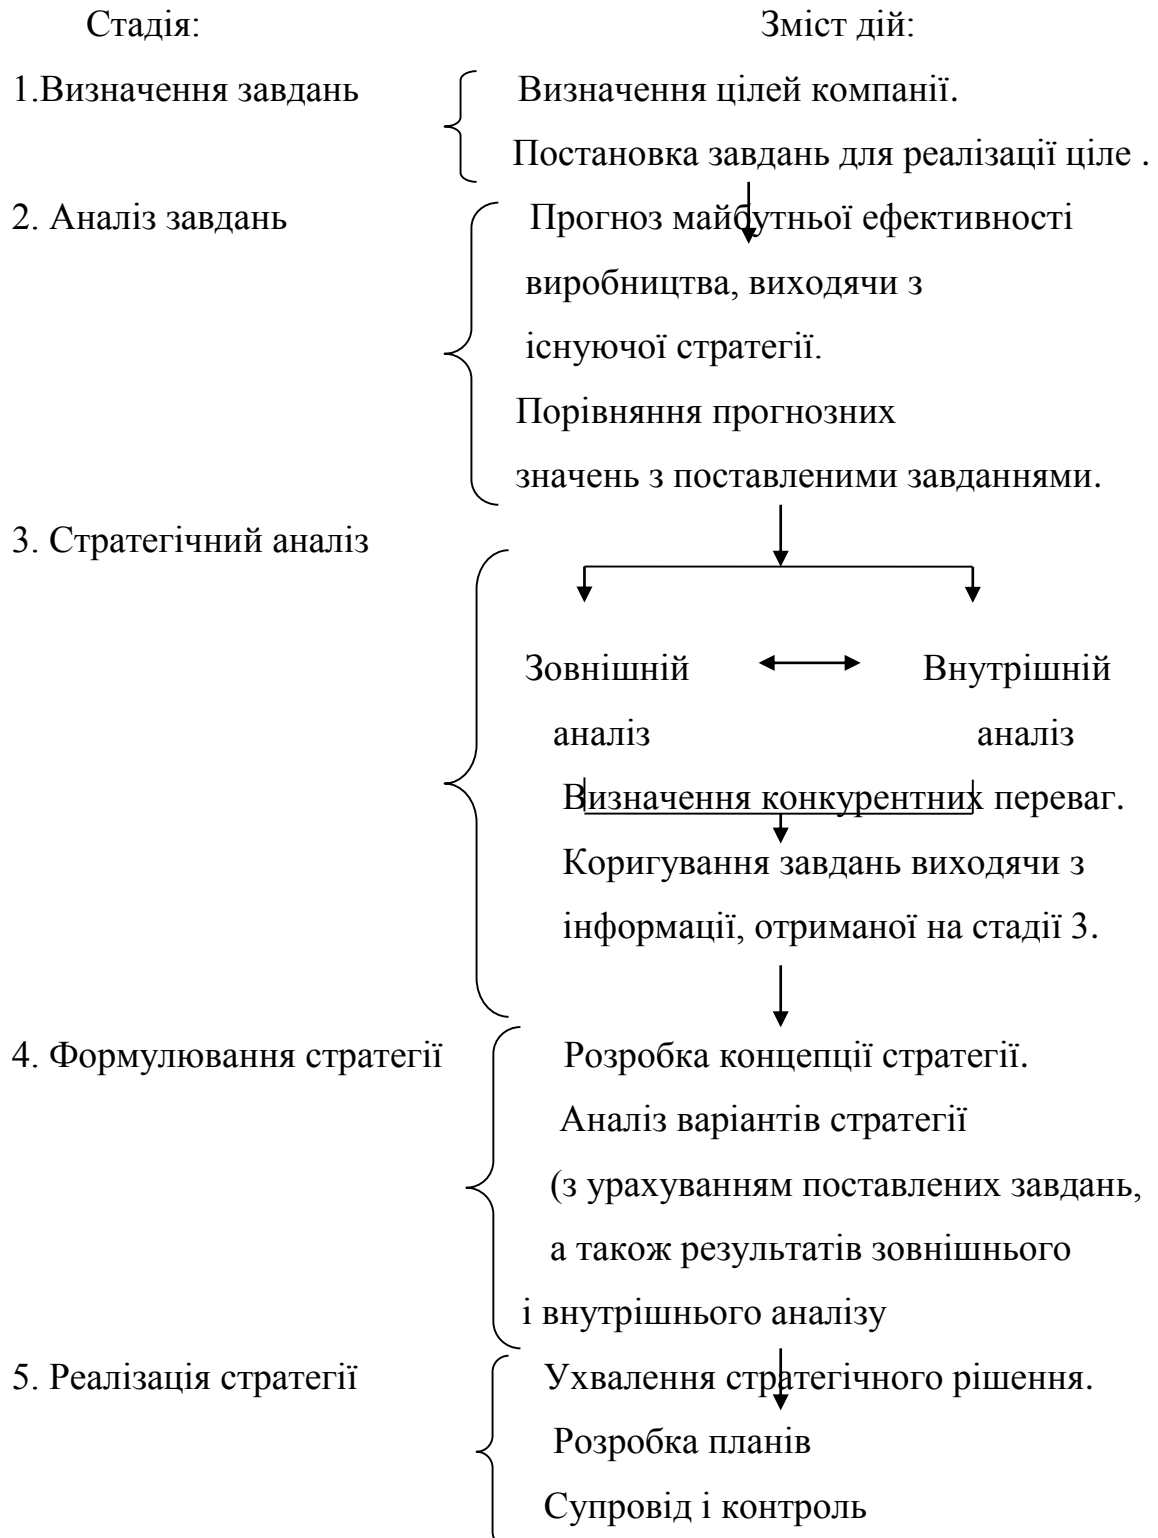 Стадія: Зміст дій:
1.Визначення завдань Визначення цілей компанії.
Постановка завдань для реалізації ціле .
2. Аналіз завдань Прогноз майбутньої ефективності
виробництва, виходячи з
існуючої стратегії.
Порівняння прогнозних
значень з поставленими завданнями.
3. Стратегічний аналіз
Зовнішній Внутрішній
аналіз аналіз
Визначення конкурентних переваг.
Коригування завдань виходячи з
інформації, отриманої на стадії 3.
4. Формулювання стратегії Розробка концепції стратегії.
Аналіз варіантів стратегії
(з урахуванням поставлених завдань,
а також результатів зовнішнього
і внутрішнього аналізу
5. Реалізація стратегії Ухвалення стратегічного рішення.
Розробка планів
Супровід і контроль